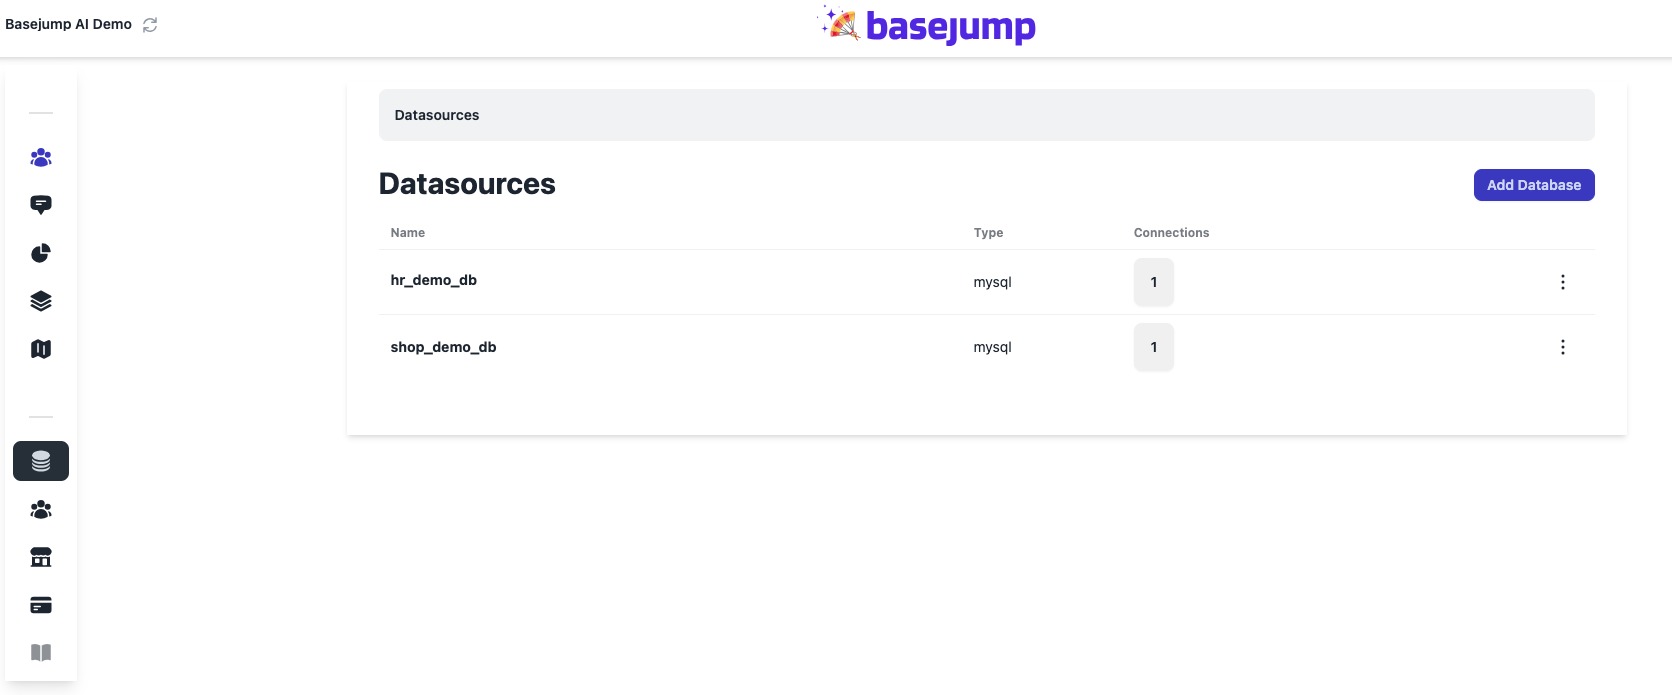 Basejump AI Demo
basejump
Datasources
Datasources
Add Database
Name Type Connections
hr_demo_db mysql 1
shop_demo_db mysql 1